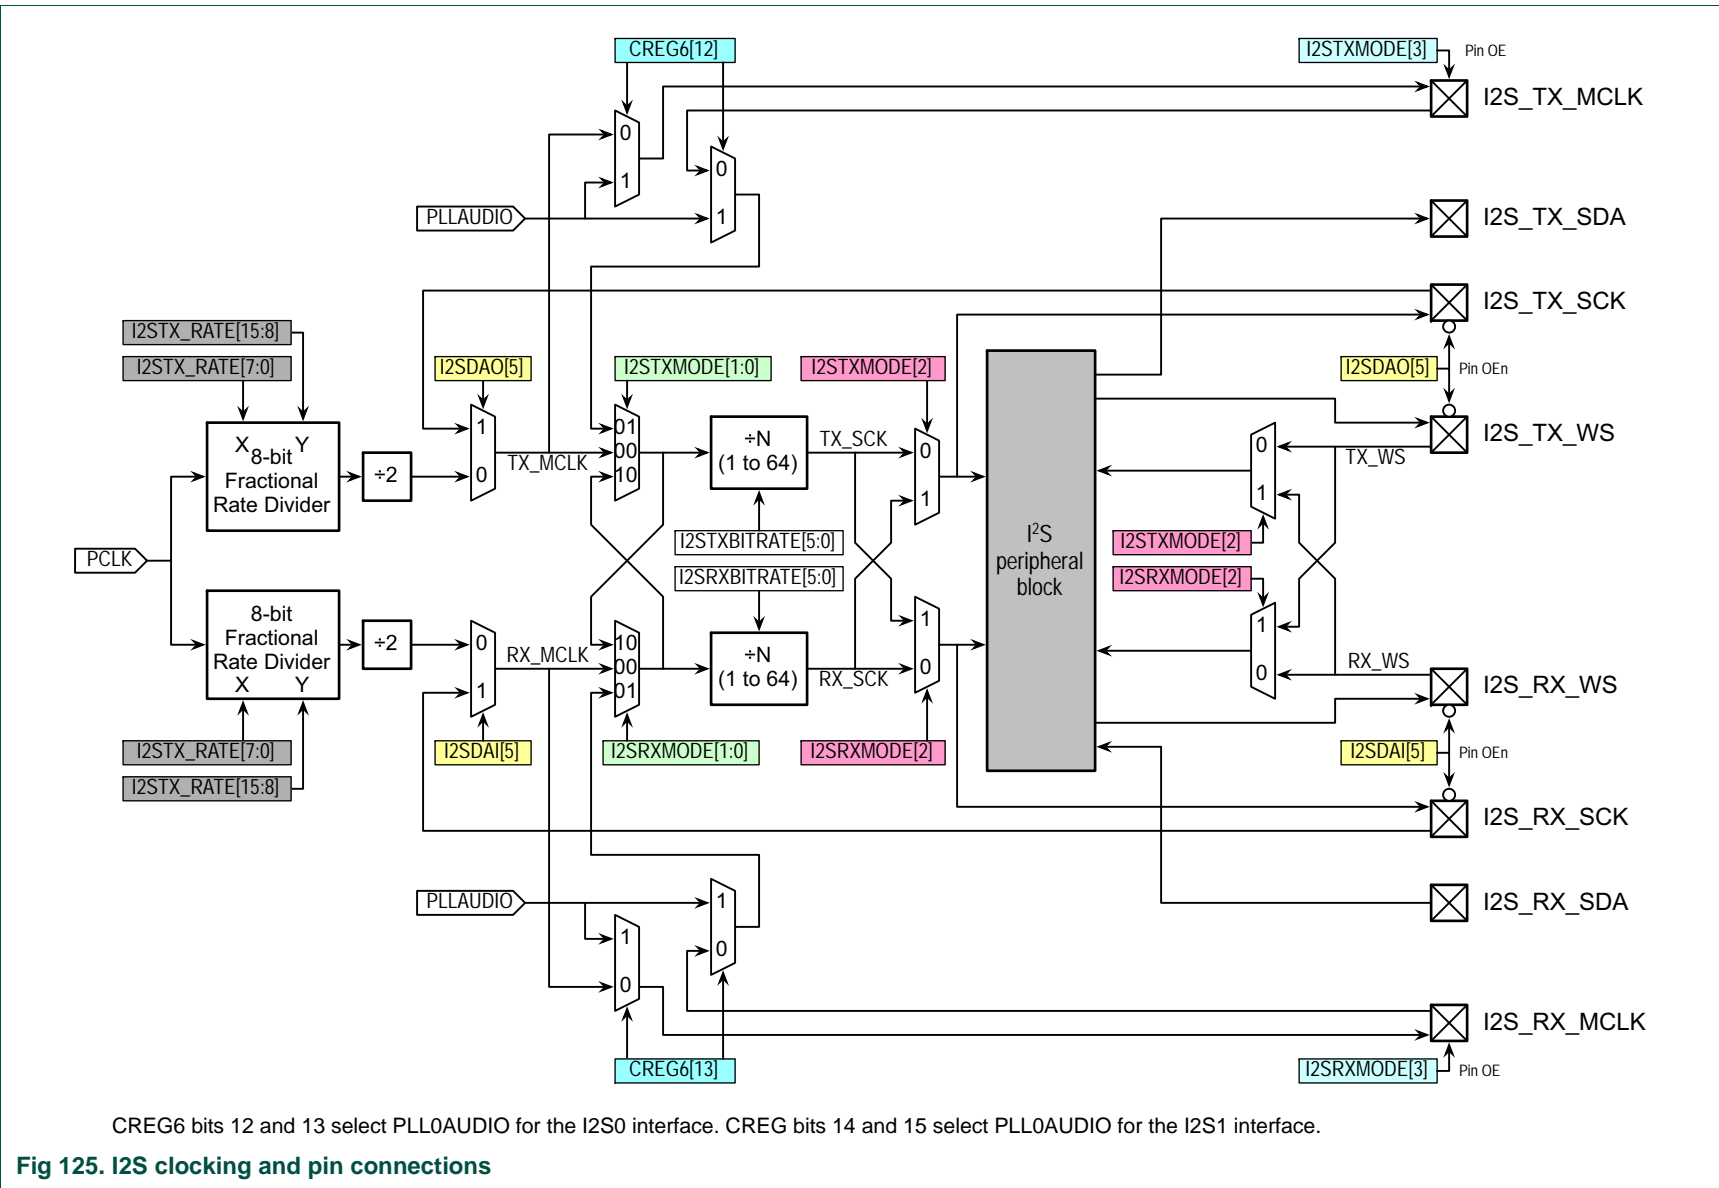 CREG6[12]
I2STXMODE[3]
Pin OE
I2S_TX_MCLK
0
1
0
1
PLLAUDIO
I2S_TX_SDA
I2S_TX_SCK
I2STX_RATE[15:8]
I2STX_RATE[7:0]
I2SDAO[5]
I2STXMODE[1:0]
I2STXMODE[2]
I2SDAO[5]
Pin OEn
X
Y
8-bit
Fractional
Rate Divider
÷2
1
0
TX_MCLK
01
00
10
÷N
(1 to 64)
TX_SCK
0
1
0
1
TX_WS
I2S_TX_WS
I2STXBITRATE[5:0]
I2SRXBITRATE[5:0]
I2S
peripheral
block
I2STXMODE[2]
I2SRXMODE[2]
PCLK
8-bit
Fractional
Rate Divider
X
Y
÷2
0
1
RX_MCLK
10
00
01
÷N
(1 to 64)
RX_SCK
1
0
1
0
RX_WS
I2S_RX_WS
I2STX_RATE[7:0]
I2STX_RATE[15:8]
I2SDAI[5]
I2SRXMODE[1:0]
I2SRXMODE[2]
I2SDAI[5]
Pin OEn
I2S_RX_SCK
PLLAUDIO
1
0
1
0
I2S_RX_SDA
I2S_RX_MCLK
CREG6[13]
I2SRXMODE[3]
Pin OE
CREG6 bits 12 and 13 select PLL0AUDIO for the I2S0 interface. CREG bits 14 and 15 select PLL0AUDIO for the I2S1 interface.
Fig 125. I2S clocking and pin connections